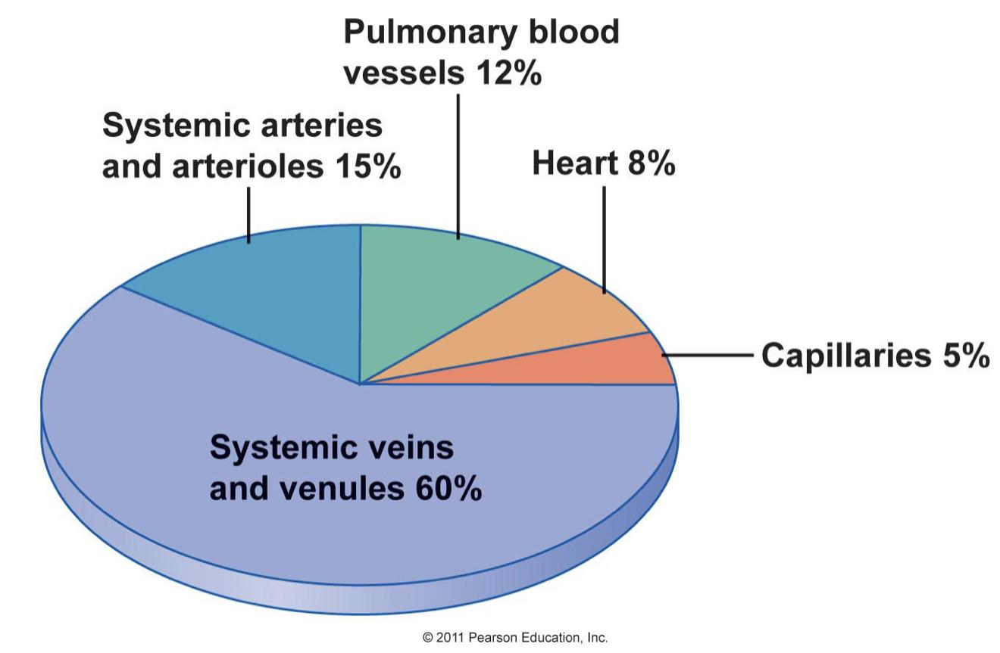 Pulmonary blood
vessels 12%
Systemic arteries
and arterioles 15%
Heart 8%
Capillaries 5%
Systemic veins
and venules 60%
© 2011 Pearson Education, Inc.